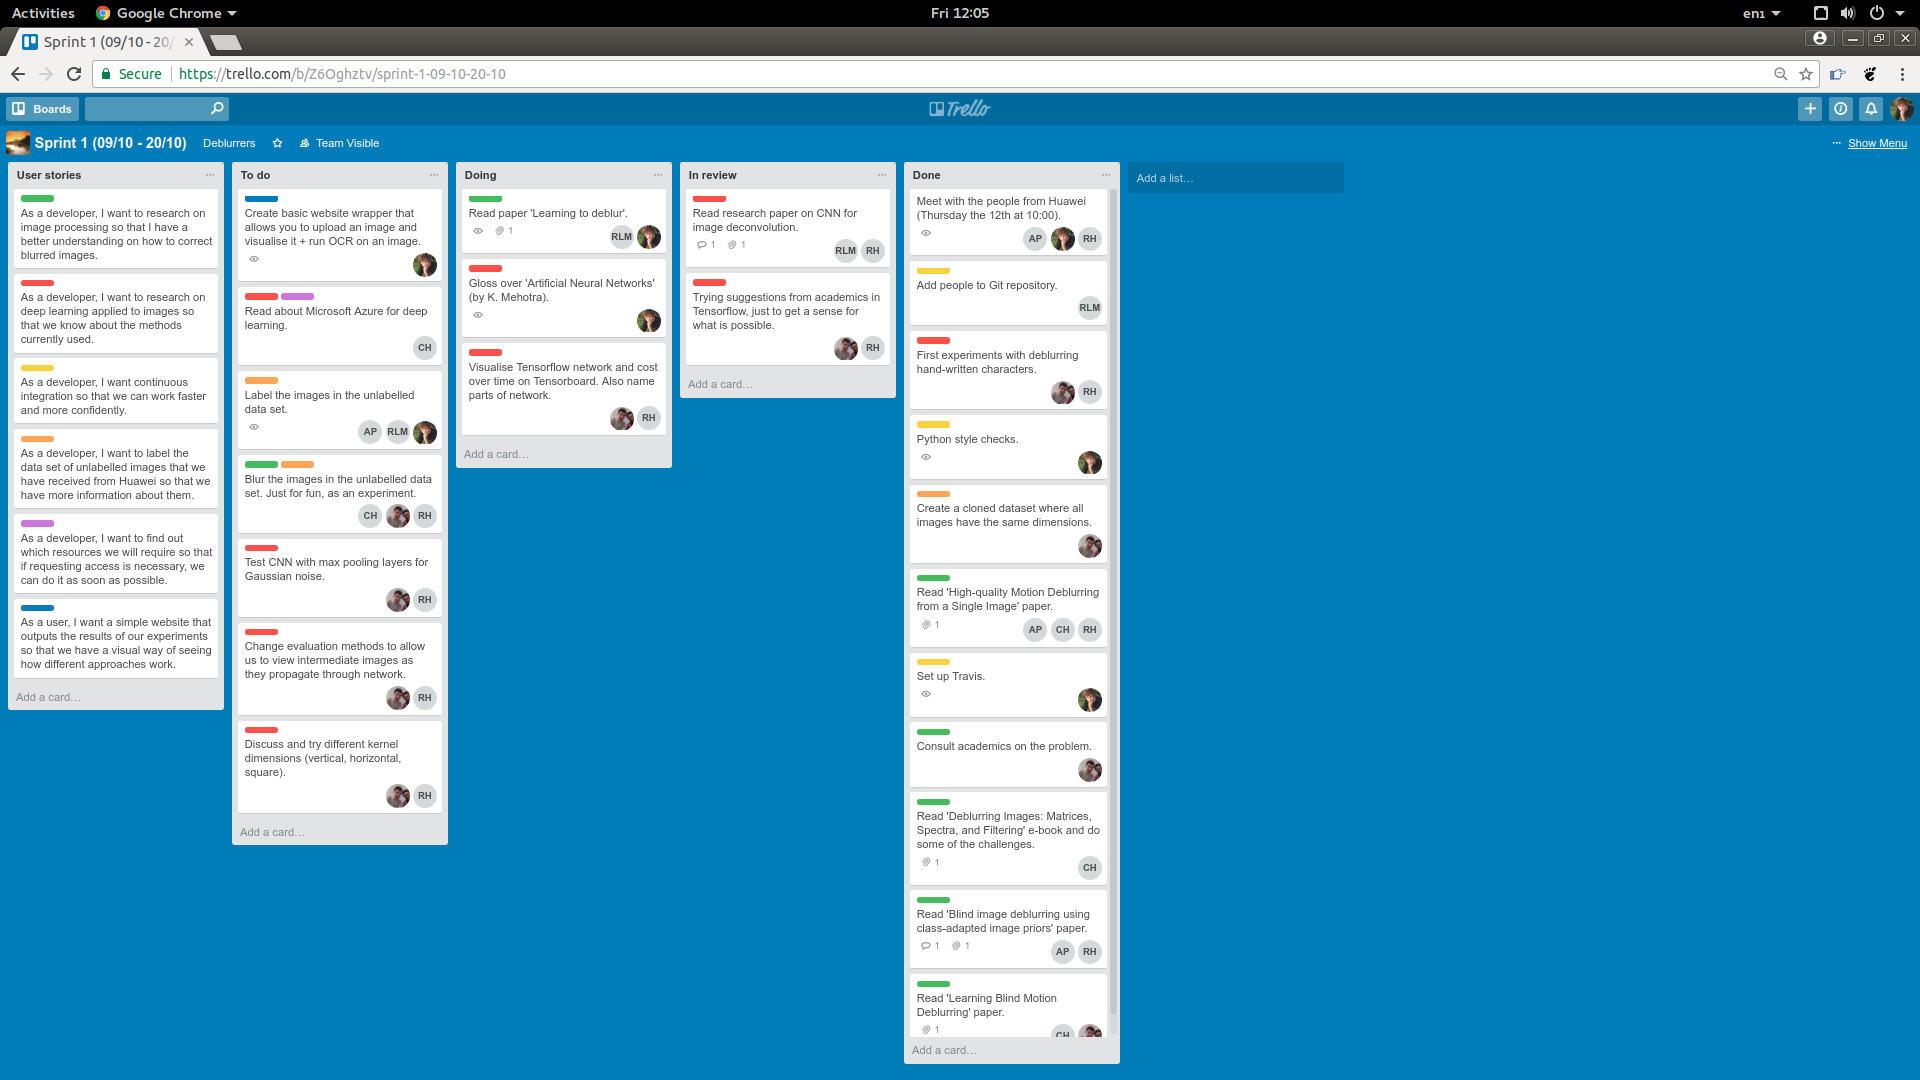 Activities
Google Chrome
Fri 12:05
en1
Sprint 1 (09/10 - 20/
Secure
https://trello.com/b/Z6Oghztv/sprint-1-09-10-20-10
Boards
Trello
Sprint 1 (09/10 - 20/10)
Deblurrers
Team Visible
Show Menu
User stories
As a developer, I want to research on
image processing so that I have a
better understanding on how to correct
blurred images.
As a developer, I want to research on
deep learning applied to images so
that we know about the methods
currently used.
As a developer, I want continuous
integration so that we can work faster
and more confidently.
As a developer, I want to label the
data set of unlabelled images that we
have received from Huawei so that we
have more information about them.
As a developer, I want to find out
which resources we will require so that
if requesting access is necessary, we
can do it as soon as possible.
As a user, I want a simple website that
outputs the results of our experiments
so that we have a visual way of seeing
how different approaches work.
Add a card…
To do
Create basic website wrapper that
allows you to upload an image and
visualise it + run OCR on an image.
Read about Microsoft Azure for deep
learning.
CH
Label the images in the unlabelled
data set.
AP RLM
Blur the images in the unlabelled data
set. Just for fun, as an experiment.
CH RH
Test CNN with max pooling layers for
Gaussian noise.
RH
Change evaluation methods to allow
us to view intermediate images as
they propagate through network.
RH
Discuss and try different kernel
dimensions (vertical, horizontal,
square).
RH
Add a card…
Doing
Read paper 'Learning to deblur'.
1
RLM
Gloss over 'Artificial Neural Networks'
(by K. Mehotra).
Visualise Tensorflow network and cost
over time on Tensorboard. Also name
parts of network.
RH
Add a card…
In review
Read research paper on CNN for
image deconvolution.
1 1
RLM RH
Trying suggestions from academics in
Tensorflow, just to get a sense for
what is possible.
RH
Add a card…
Done
Meet with the people from Huawei
(Thursday the 12th at 10:00).
AP RH
Add people to Git repository.
RLM
First experiments with deblurring
hand-written characters.
RH
Python style checks.
Create a cloned dataset where all
images have the same dimensions.
Read 'High-quality Motion Deblurring
from a Single Image' paper.
1
AP CH RH
Set up Travis.
Consult academics on the problem.
Read 'Deblurring Images: Matrices,
Spectra, and Filtering' e-book and do
some of the challenges.
1
CH
Read 'Blind image deblurring using
class-adapted image priors' paper.
1 1
AP RH
Read 'Learning Blind Motion
Deblurring' paper.
1
CH
Add a card…
Add a list…